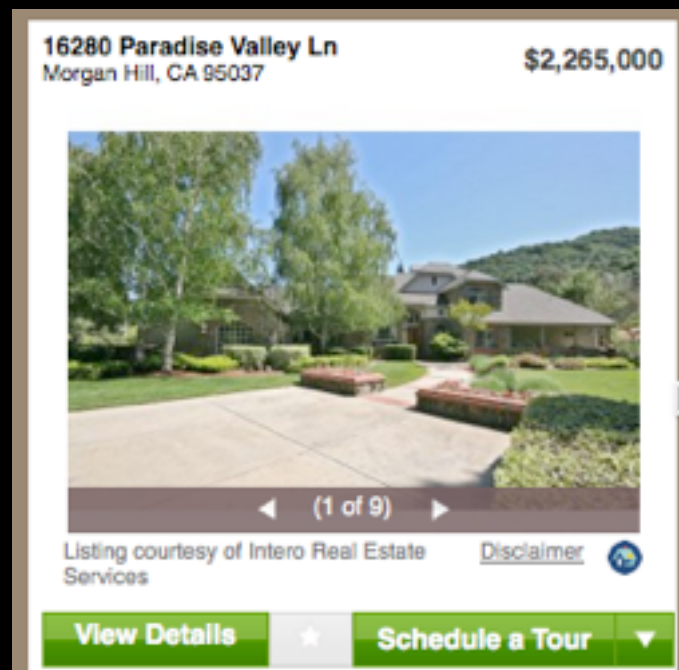 16280 Paradise Valley Ln
$2,265,000
Morgan Hill, CA 95037
(1 of 9)
Listing courtesy of Intero Real Estate
Services
Disclaimer
View Details
Schedule a Tour